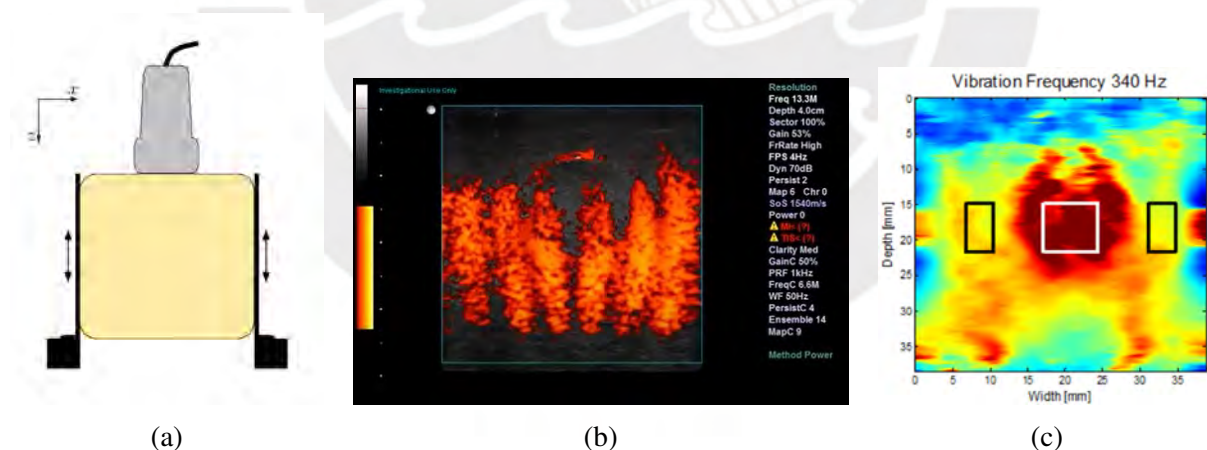 x
z
Investigational Use Only
Resolution
Freq 13.3M
Depth 4.0cm
Sector 100%
Gain 53%
FrRate High
FPS 4Hz
Dyn 70dB
Persist 2
Map 6 Chr 0
SoS 1540m/s
Power 0
Clarity Med
GainC 50%
PRF 1kHz
FreqC 6.6M
WF 50Hz
PersistC 4
Ensemble 14
MapC 9
Method Power
Vibration Frequency 340 Hz
0
5
10
15
20
25
30
35
Depth [mm]
0 5 10 15 20 25 30 35
Width [mm]
(a) (b) (c)